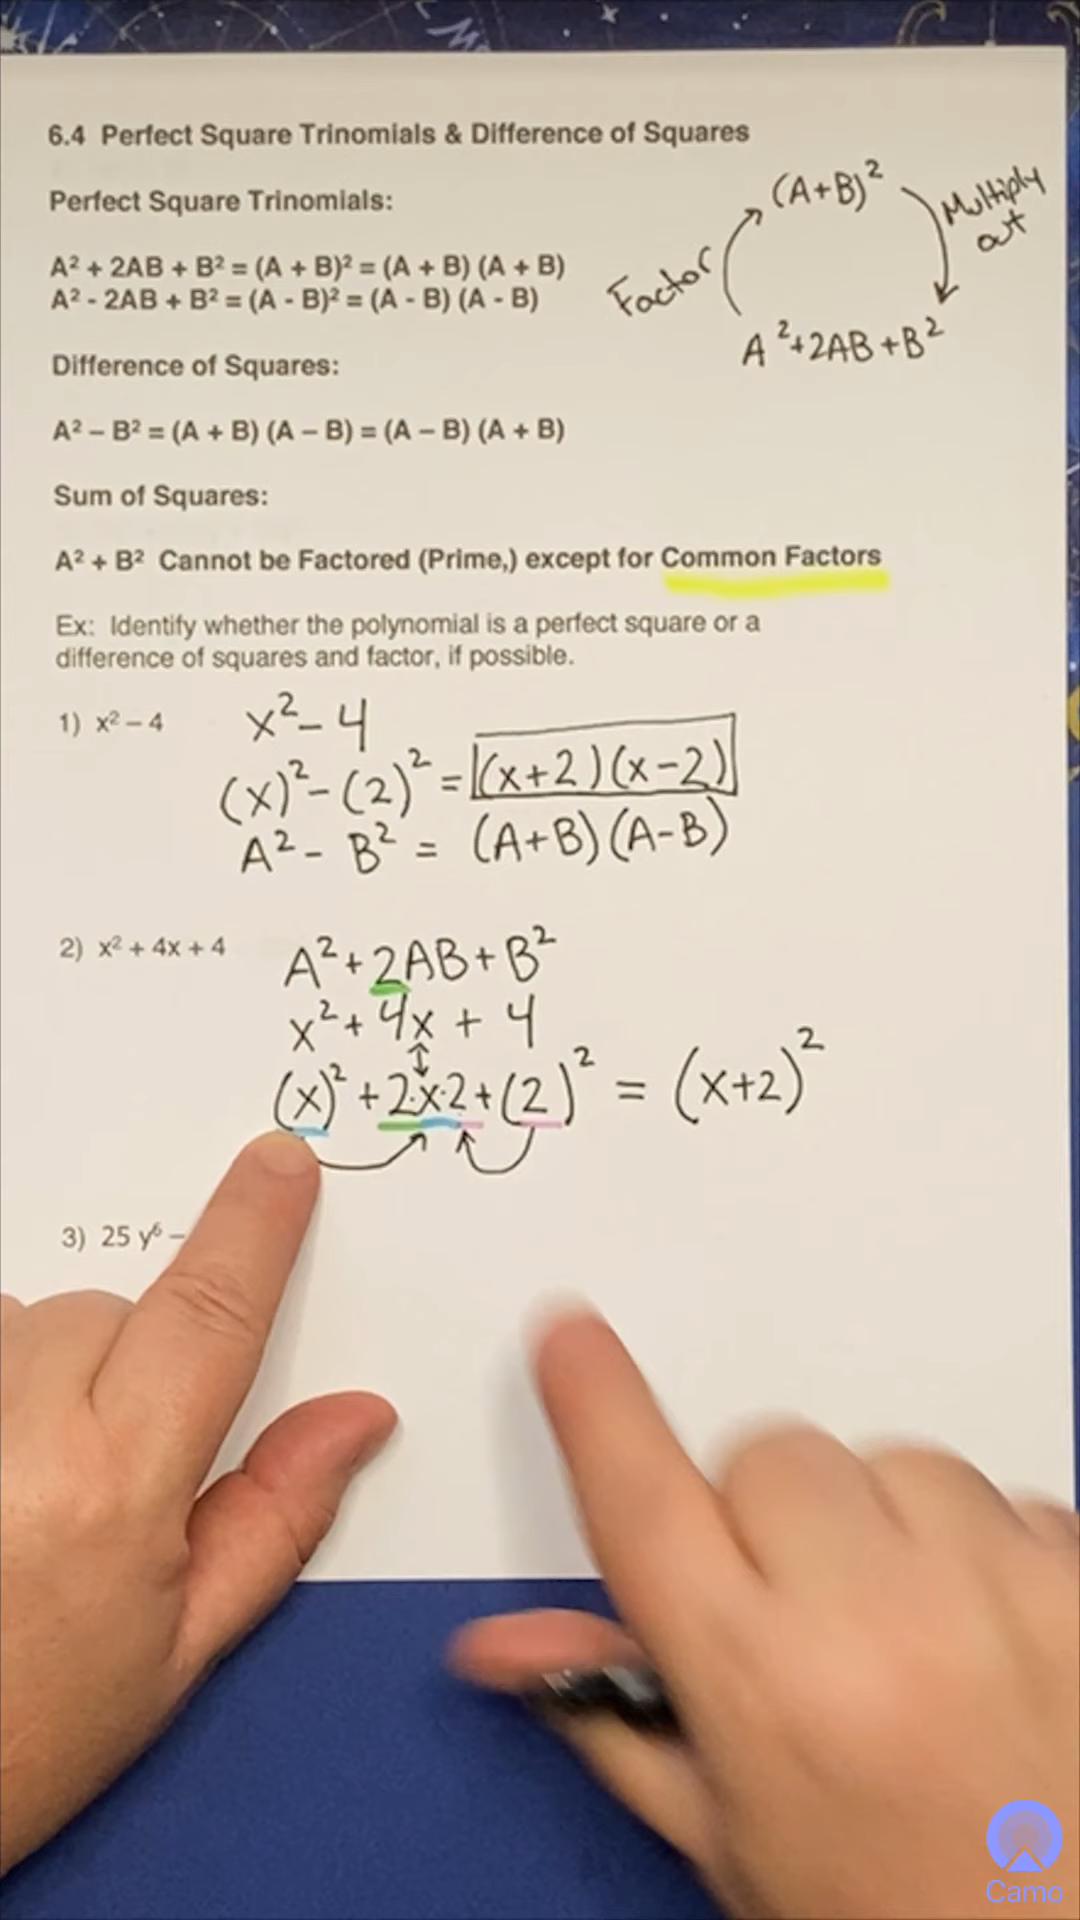 6.4 Perfect Square Trinomials & Difference of Squares
Perfect Square Trinomials:
(A+B)²
Multiply
out
Factor
A²+2AB+B²
A² + 2AB + B² = (A + B)² = (A + B) (A + B)
A² - 2AB + B² = (A - B)² = (A - B) (A - B)
Difference of Squares:
A² – B² = (A + B) (A – B) = (A – B) (A + B)
Sum of Squares:
A² + B² Cannot be Factored (Prime,) except for Common Factors
Ex: Identify whether the polynomial is a perfect square or a
difference of squares and factor, if possible.
1) x² – 4
x² – 4
(x)² – (2)² = (x+2)(x–2)
A² – B² = (A+B)(A–B)
2) x² + 4x + 4
A²+2AB+B²
x²+4x+4
(x)²+2·x·2+(2)² = (x+2)²
3) 25 y⁶ –
Camo